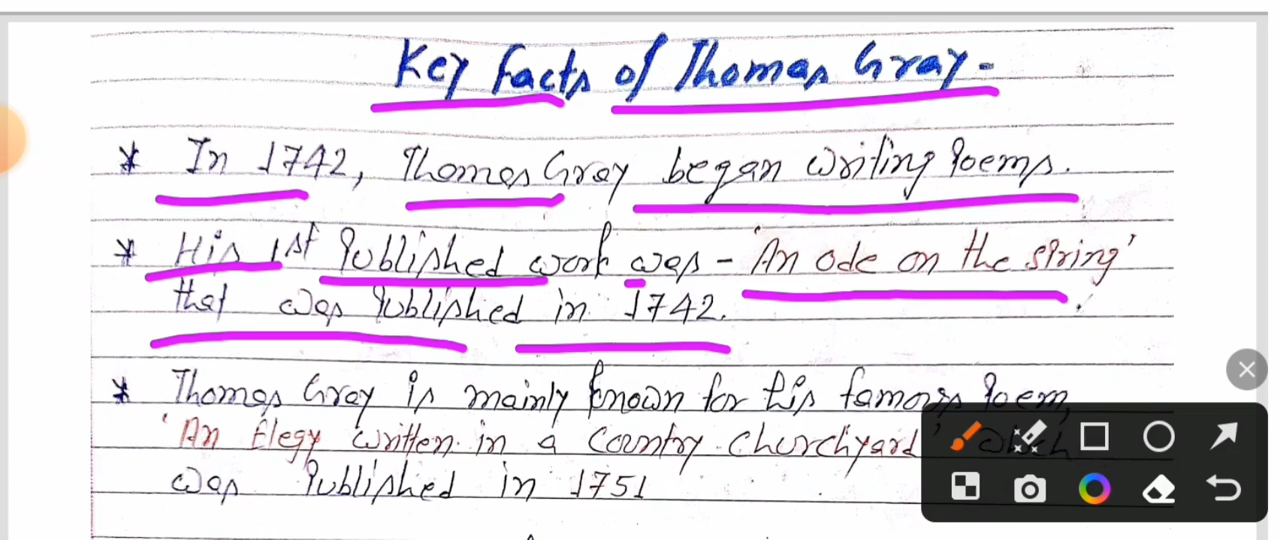 Key Facts of Thomas Gray-
* In 1742, Thomas Gray began writing Poems.
* His 1st Published work was - 'An ode on the spring'
that was Published in 1742.
* Thomas Gray is mainly known for his famous Poem,
'An Elegy written in a Country Churchyard' which
was Published in 1751